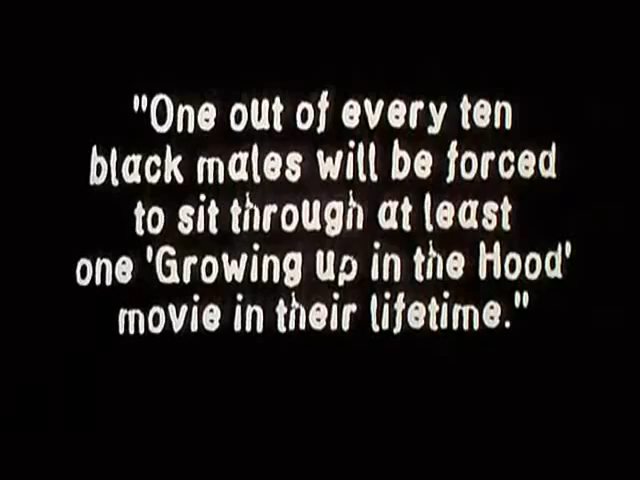 "One out of every ten
black males will be forced
to sit through at least
one 'Growing up in the Hood'
movie in their lifetime."